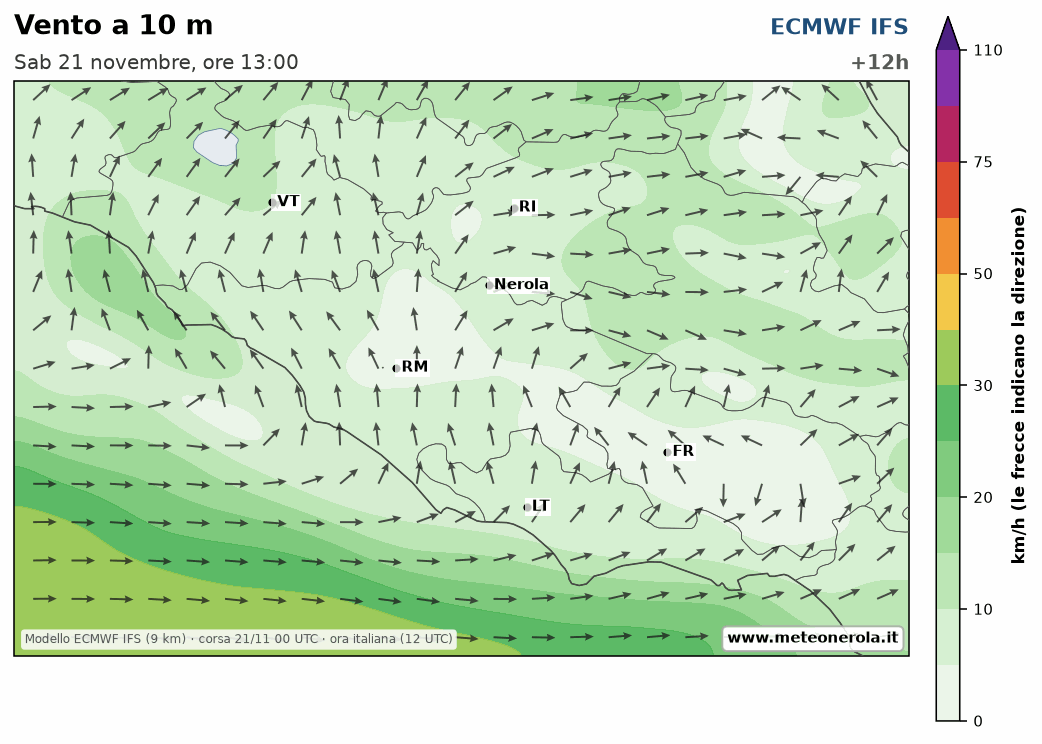 Vento a 10 m
ECMWF IFS
Sab 21 novembre, ore 13:00
+12h
VT
RI
Nerola
RM
FR
LT
Modello ECMWF IFS (9 km) · corsa 21/11 00 UTC · ora italiana (12 UTC)
www.meteonerola.it
110
75
50
30
20
10
0
km/h (le frecce indicano la direzione)